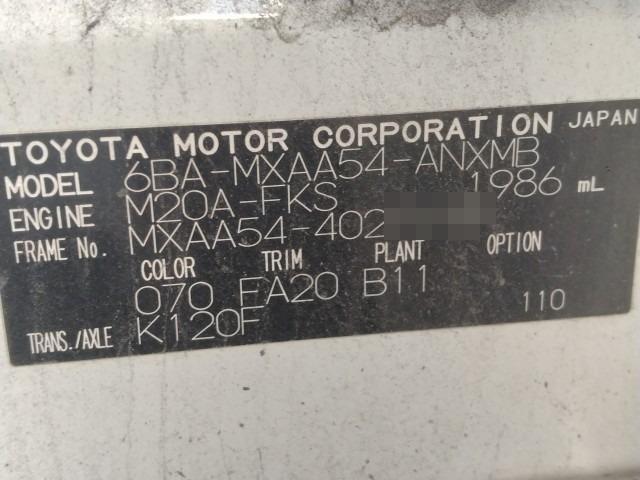 TOYOTA MOTOR CORPORATION JAPAN
MODEL 6BA-MXAA54-ANXMB
ENGINE M20A-FKS 1986 mL
FRAME No. MXAA54-402
COLOR TRIM PLANT OPTION
070 FA20 B11
TRANS./AXLE K120F 110